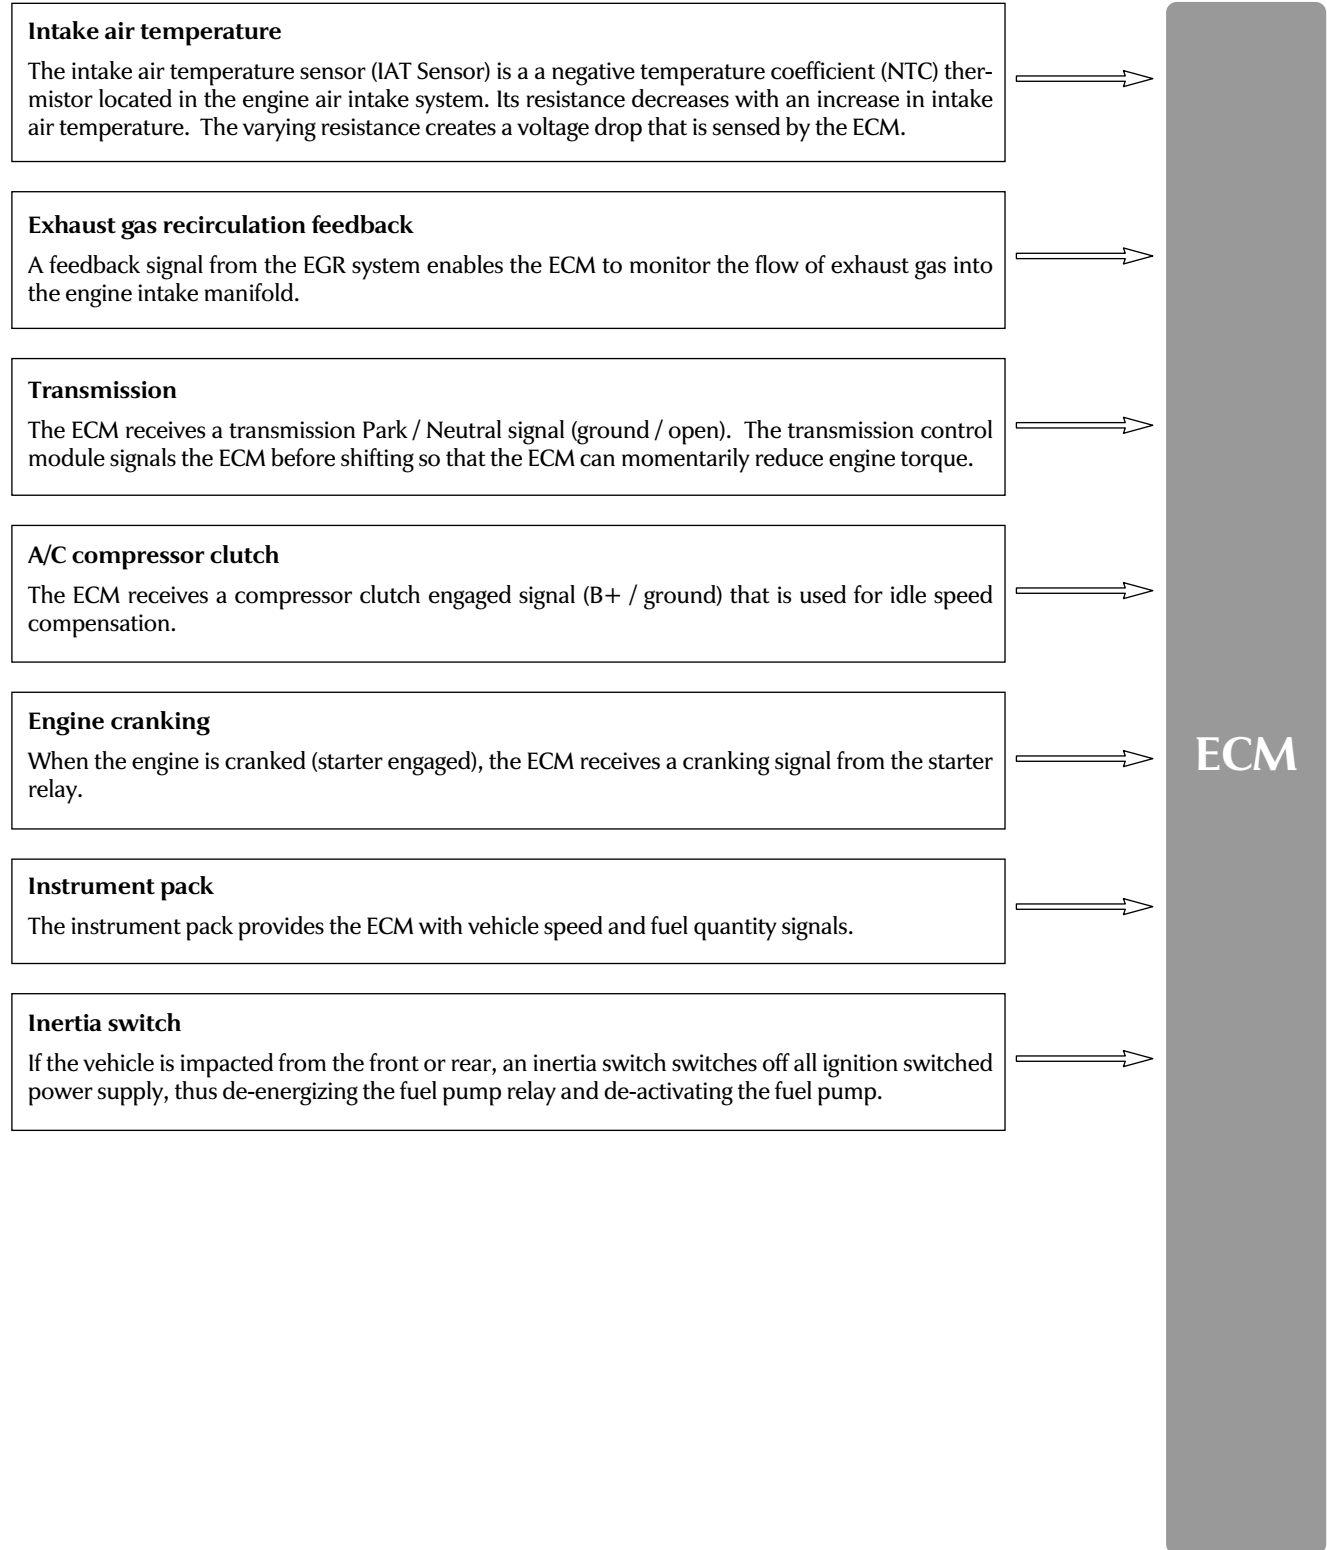 Intake air temperature
The intake air temperature sensor (IAT Sensor) is a a negative temperature coefficient (NTC) ther-
mistor located in the engine air intake system. Its resistance decreases with an increase in intake
air temperature.  The varying resistance creates a voltage drop that is sensed by the ECM.
Exhaust gas recirculation feedback
A feedback signal from the EGR system enables the ECM to monitor the flow of exhaust gas into
the engine intake manifold.
Transmission
The ECM receives a transmission Park / Neutral signal (ground / open).  The transmission control
module signals the ECM before shifting so that the ECM can momentarily reduce engine torque.
A/C compressor clutch
The ECM receives a compressor clutch engaged signal (B+ / ground) that is used for idle speed
compensation.
Engine cranking
When the engine is cranked (starter engaged), the ECM receives a cranking signal from the starter
relay.
Instrument pack
The instrument pack provides the ECM with vehicle speed and fuel quantity signals.
Inertia switch
If the vehicle is impacted from the front or rear, an inertia switch switches off all ignition switched
power supply, thus de-energizing the fuel pump relay and de-activating the fuel pump.
ECM